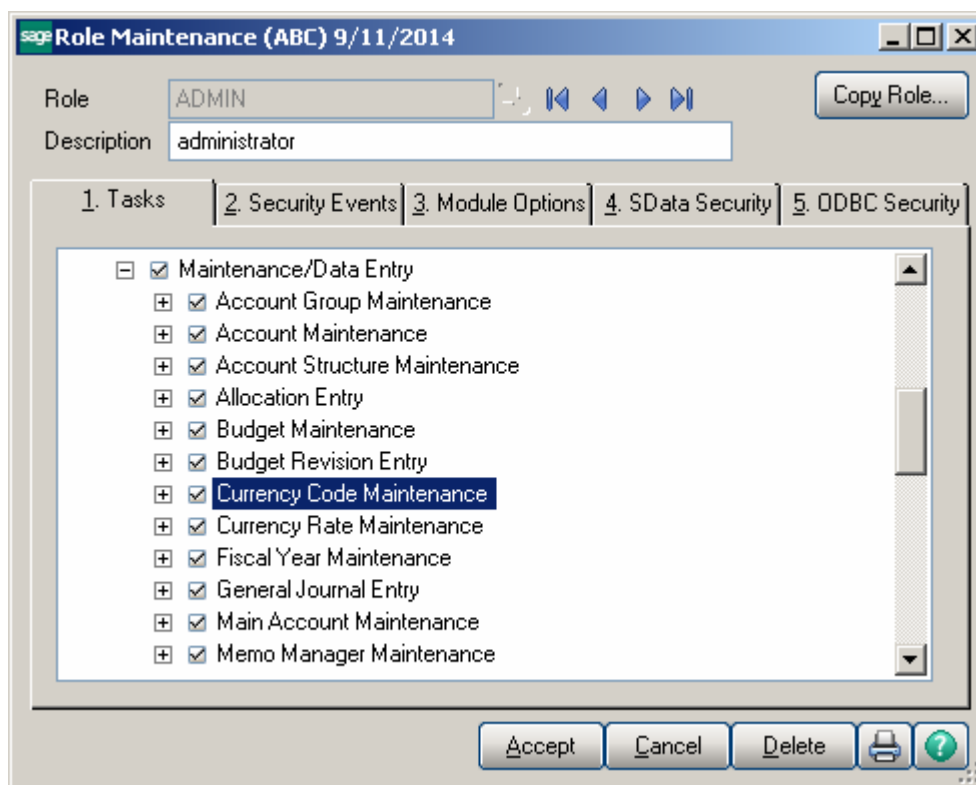 sage Role Maintenance (ABC) 9/11/2014
Role ADMIN Copy Role...
Description administrator
1. Tasks 2. Security Events 3. Module Options 4. SData Security 5. ODBC Security
Maintenance/Data Entry
Account Group Maintenance
Account Maintenance
Account Structure Maintenance
Allocation Entry
Budget Maintenance
Budget Revision Entry
Currency Code Maintenance
Currency Rate Maintenance
Fiscal Year Maintenance
General Journal Entry
Main Account Maintenance
Memo Manager Maintenance
Accept Cancel Delete ?